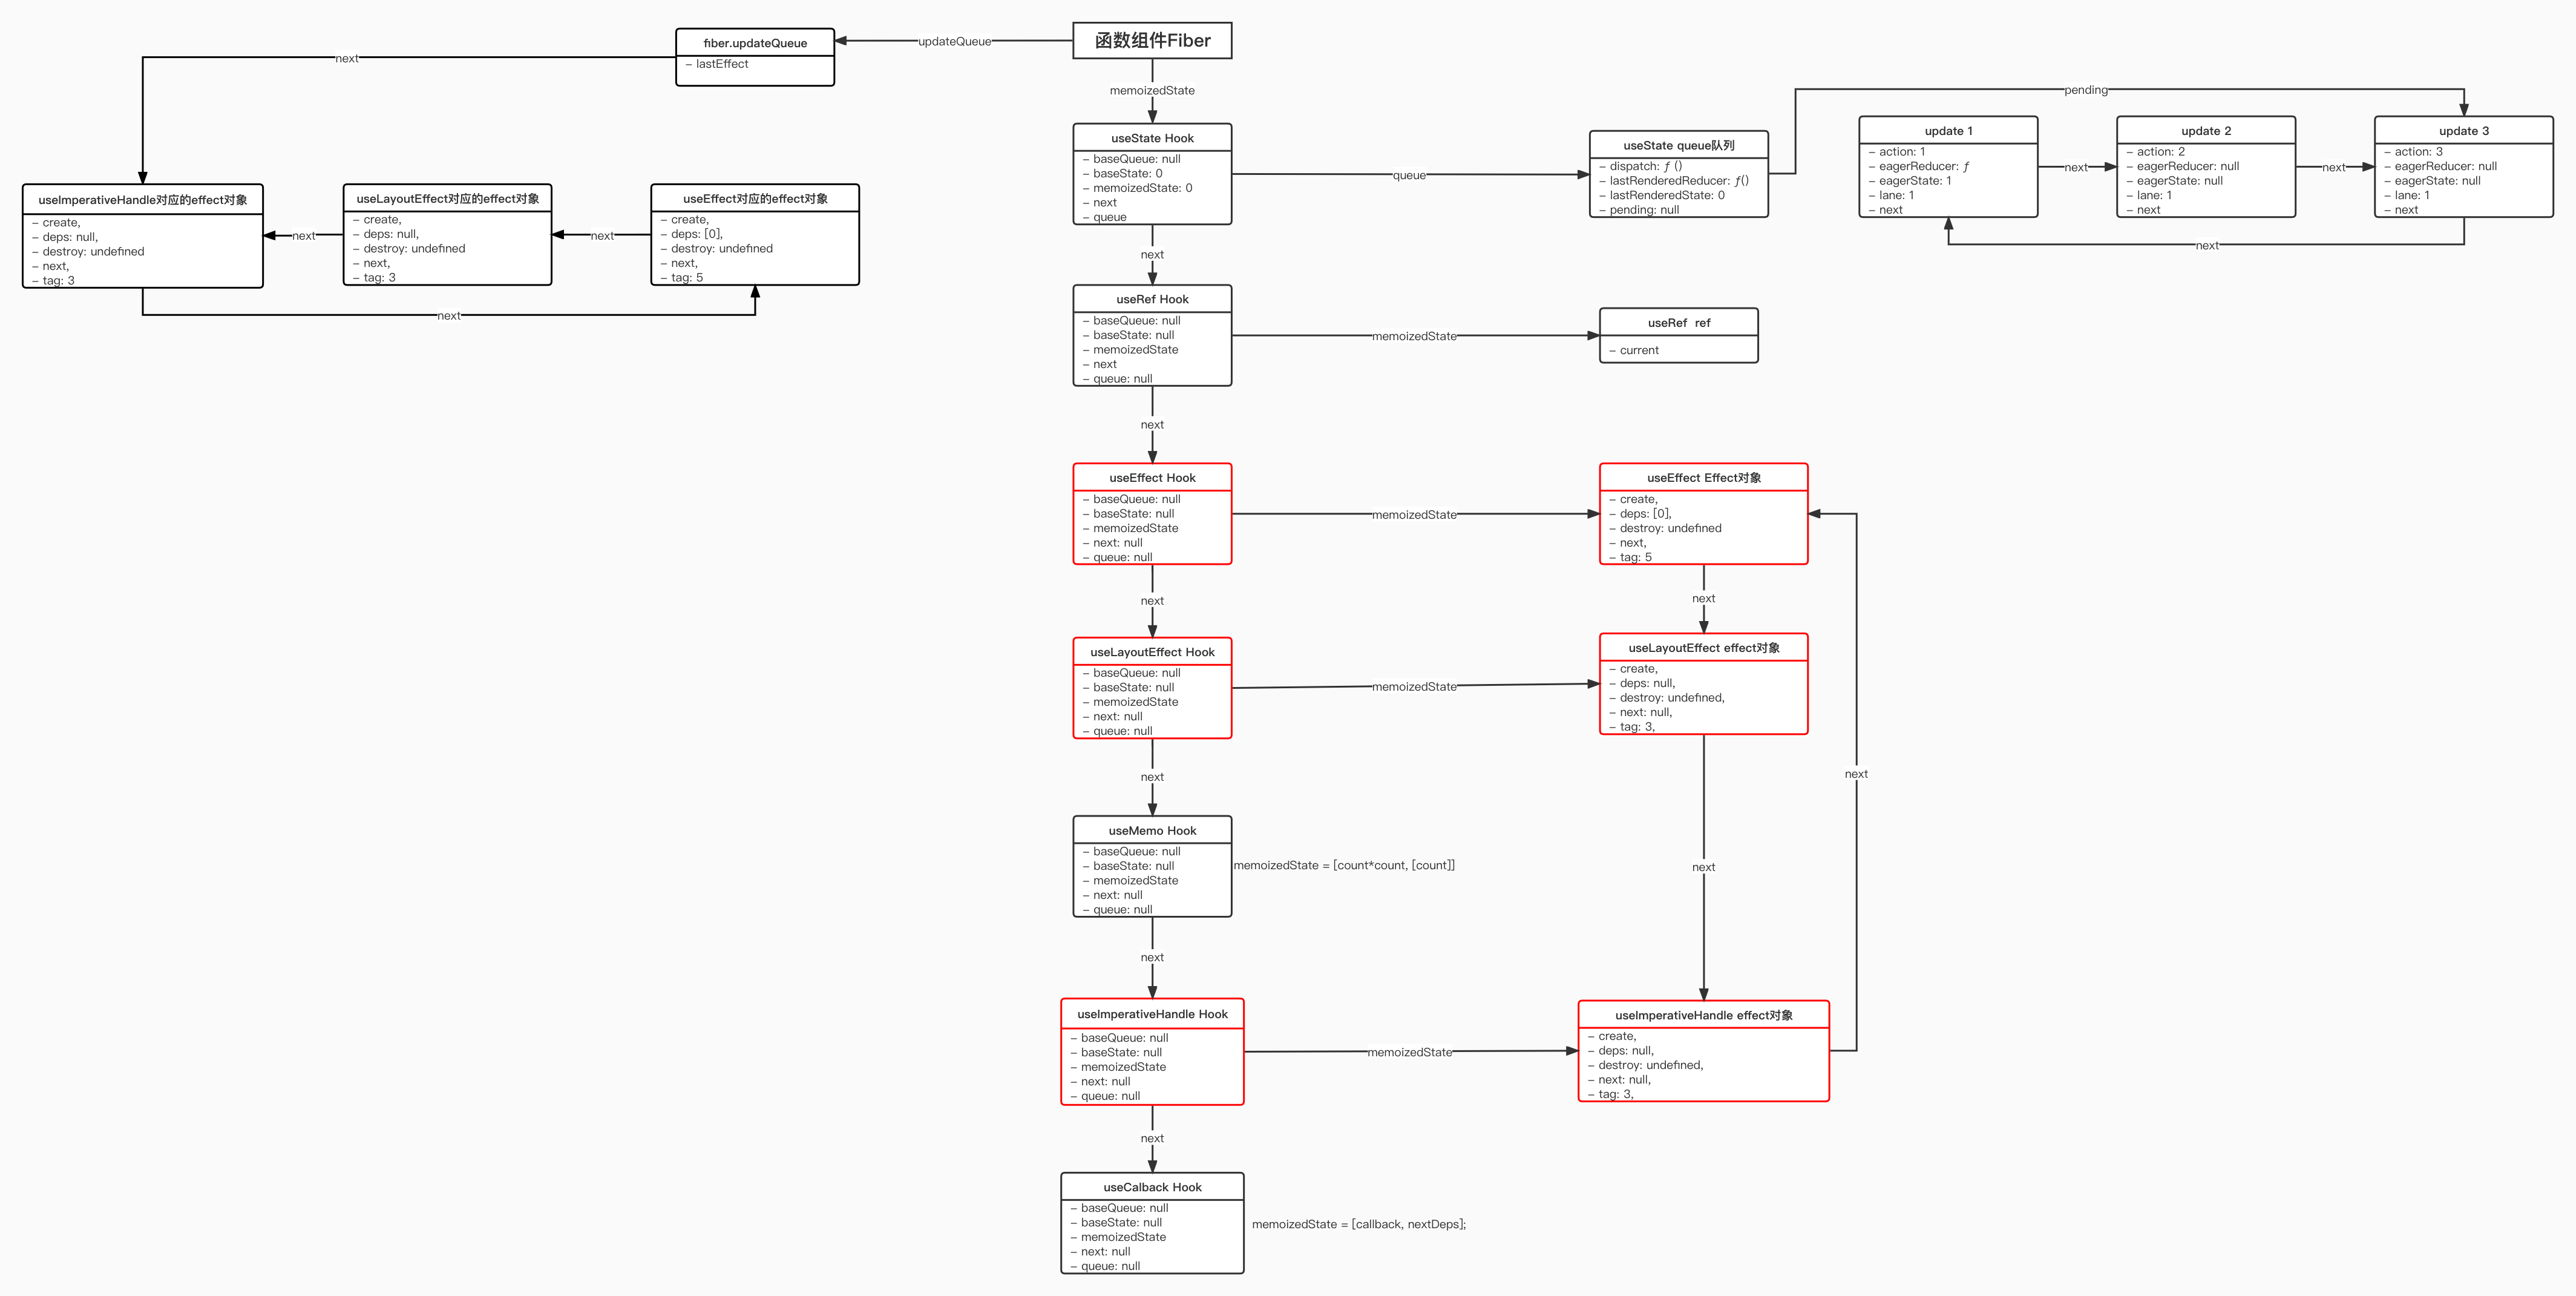 函数组件Fiber
updateQueue
fiber.updateQueue
– lastEffect
next
memoizedState
useImperativeHandle对应的effect对象
– create,
– deps: null,
– destroy: undefined
– next,
– tag: 3
next
useLayoutEffect对应的effect对象
– create,
– deps: null,
– destroy: undefined
– next,
– tag: 3
next
useEffect对应的effect对象
– create,
– deps: [0],
– destroy: undefined
– next,
– tag: 5
next
useState Hook
– baseQueue: null
– baseState: 0
– memoizedState: 0
– next
– queue
queue
useState queue队列
– dispatch: ƒ ()
– lastRenderedReducer: ƒ()
– lastRenderedState: 0
– pending: null
pending
update 1
– action: 1
– eagerReducer: ƒ
– eagerState: 1
– lane: 1
– next
next
update 2
– action: 2
– eagerReducer: null
– eagerState: null
– lane: 1
– next
next
update 3
– action: 3
– eagerReducer: null
– eagerState: null
– lane: 1
– next
next
next
useRef Hook
– baseQueue: null
– baseState: null
– memoizedState
– next
– queue: null
memoizedState
useRef  ref
– current
next
useEffect Hook
– baseQueue: null
– baseState: null
– memoizedState
– next: null
– queue: null
memoizedState
useEffect Effect对象
– create,
– deps: [0],
– destroy: undefined
– next,
– tag: 5
next
next
useLayoutEffect Hook
– baseQueue: null
– baseState: null
– memoizedState
– next: null
– queue: null
memoizedState
useLayoutEffect effect对象
– create,
– deps: null,
– destroy: undefined,
– next: null,
– tag: 3,
next
next
useMemo Hook
– baseQueue: null
– baseState: null
– memoizedState
– next: null
– queue: null
memoizedState = [count*count, [count]]
next
next
useImperativeHandle Hook
– baseQueue: null
– baseState: null
– memoizedState
– next: null
– queue: null
memoizedState
useImperativeHandle effect对象
– create,
– deps: null,
– destroy: undefined,
– next: null,
– tag: 3,
next
useCalback Hook
– baseQueue: null
– baseState: null
– memoizedState
– next: null
– queue: null
memoizedState = [callback, nextDeps];